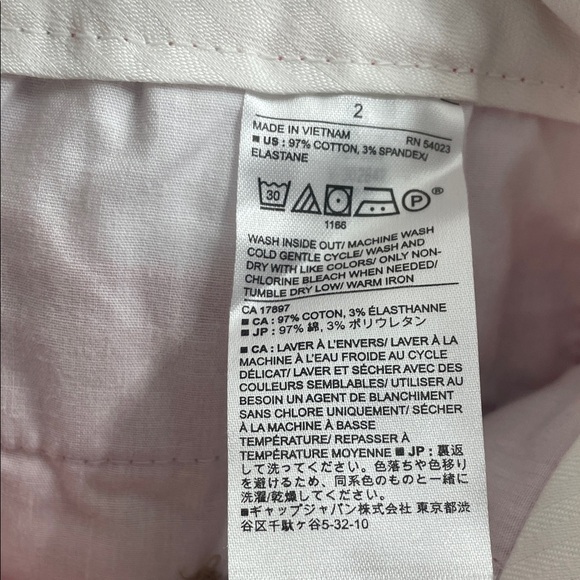 2
MADE IN VIETNAM RN 54023
■ US : 97% COTTON, 3% SPANDEX/
ELASTANE
30 P ®
1166
WASH INSIDE OUT/ MACHINE WASH
COLD GENTLE CYCLE/ WASH AND
DRY WITH LIKE COLORS/ ONLY NON-
CHLORINE BLEACH WHEN NEEDED/
TUMBLE DRY LOW/ WARM IRON
CA 17897
■ CA : 97% COTON, 3% ÉLASTHANNE
■ JP : 97% 綿, 3% ポリウレタン
■ CA : LAVER À L'ENVERS/ LAVER À LA
MACHINE À L'EAU FROIDE AU CYCLE
DÉLICAT/ LAVER ET SÉCHER AVEC DES
COULEURS SEMBLABLES/ UTILISER AU
BESOIN UN AGENT DE BLANCHIMENT
SANS CHLORE UNIQUEMENT/ SÉCHER
À LA MACHINE À BASSE
TEMPÉRATURE/ REPASSER À
TEMPÉRATURE MOYENNE ■ JP : 裏返
して洗ってください。色落ちや色移り
を避けるため、同系色のものと一緒に
洗濯/乾燥してください。
■ギャップジャパン株式会社 東京都渋
谷区千駄ヶ谷5-32-10